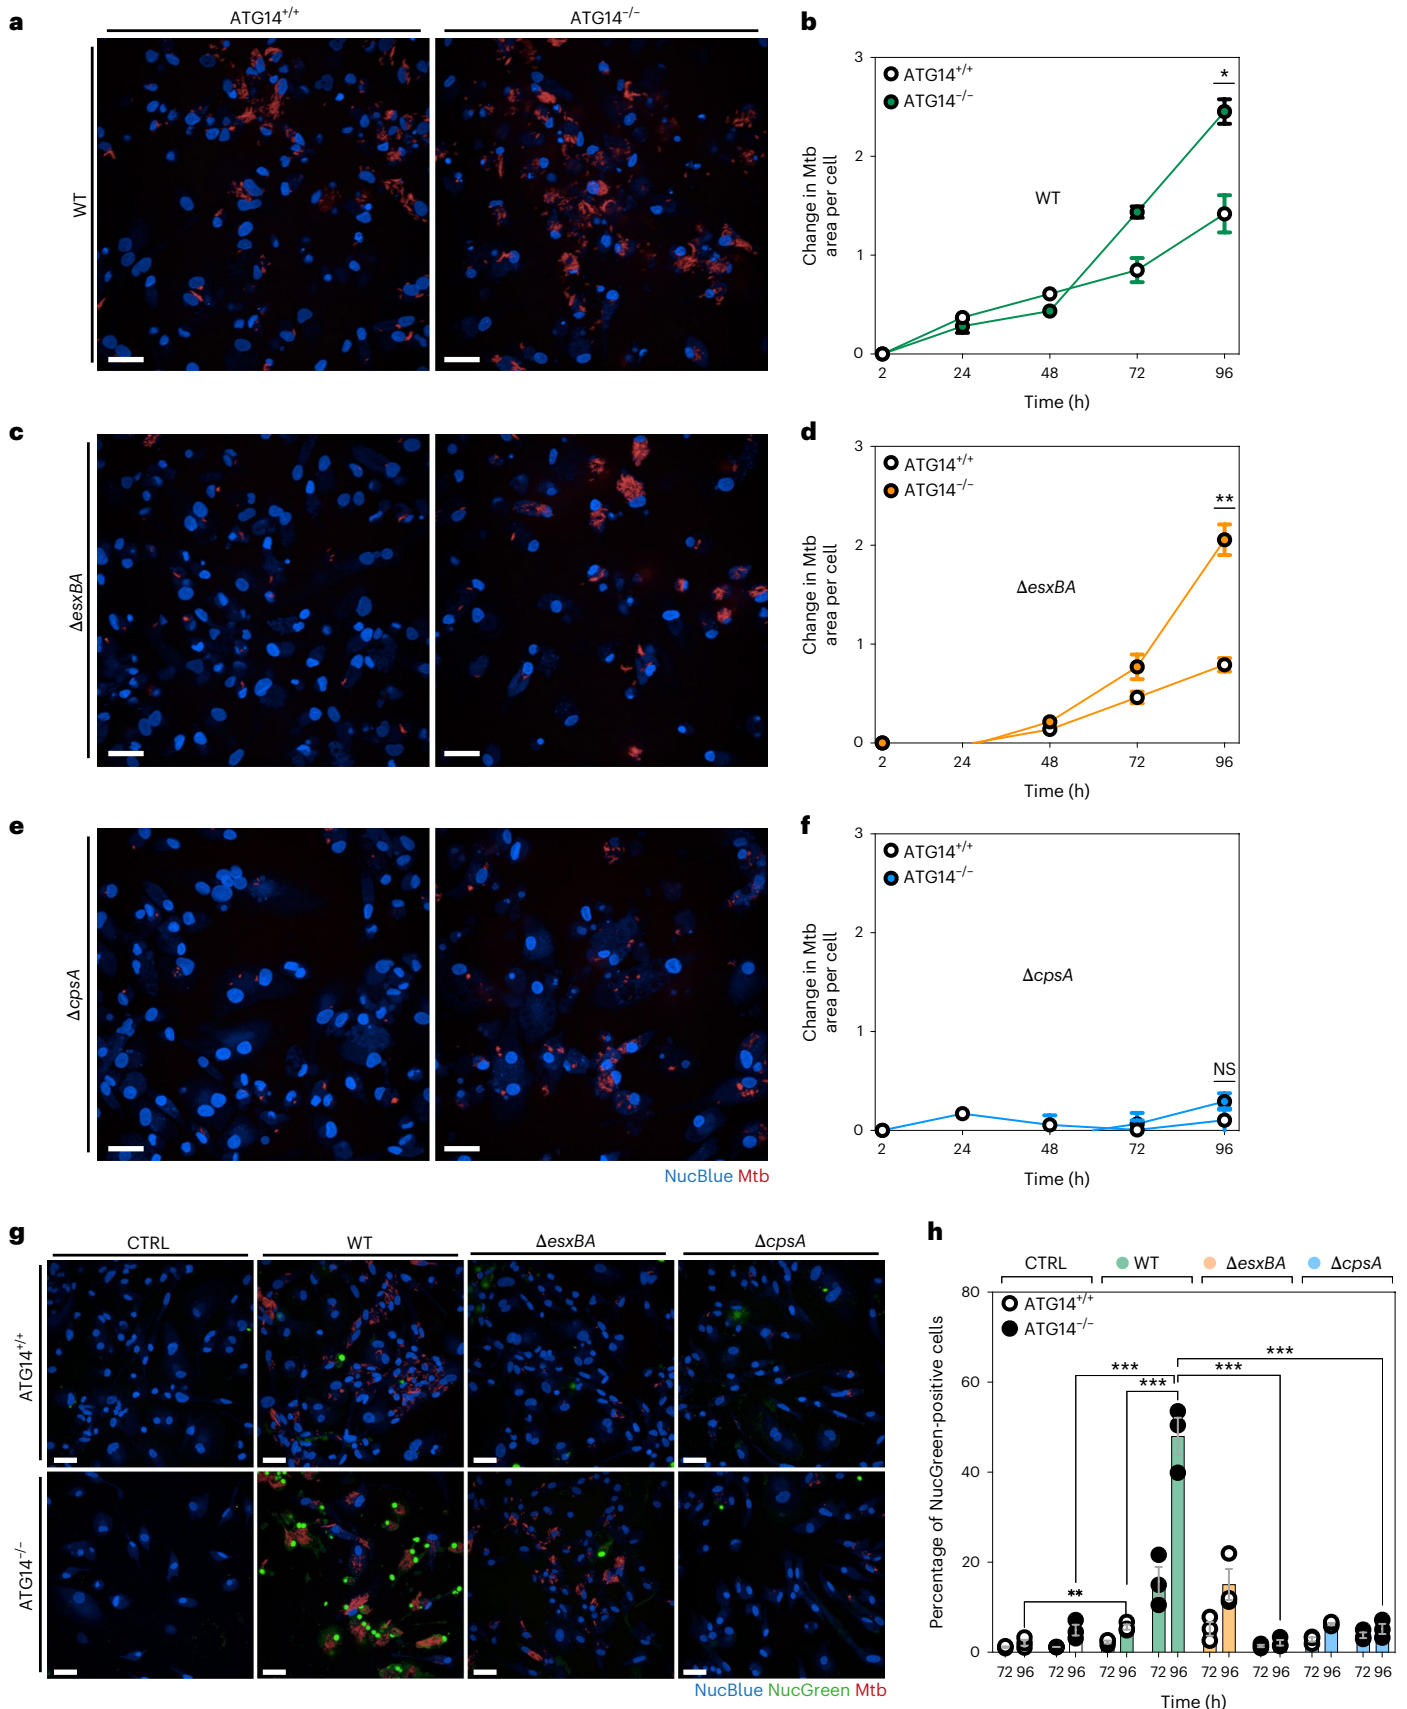 a
ATG14+/+
ATG14−/−
WT
b
ATG14+/+
ATG14−/−
*
WT
Change in Mtb
area per cell
3
2
1
0
2 24 48 72 96
Time (h)
c
ΔesxBA
d
ATG14+/+
ATG14−/−
**
ΔesxBA
Change in Mtb
area per cell
3
2
1
0
2 24 48 72 96
Time (h)
e
ΔcpsA
NucBlue Mtb
f
ATG14+/+
ATG14−/−
ΔcpsA
NS
Change in Mtb
area per cell
3
2
1
0
2 24 48 72 96
Time (h)
g
CTRL WT ΔesxBA ΔcpsA
ATG14+/+
ATG14−/−
NucBlue NucGreen Mtb
h
CTRL WT ΔesxBA ΔcpsA
ATG14+/+
ATG14−/−
***
*** ***
***
**
Percentage of NucGreen-positive cells
80
60
40
20
0
72 96 72 96 72 96 72 96 72 96 72 96 72 96 72 96
Time (h)